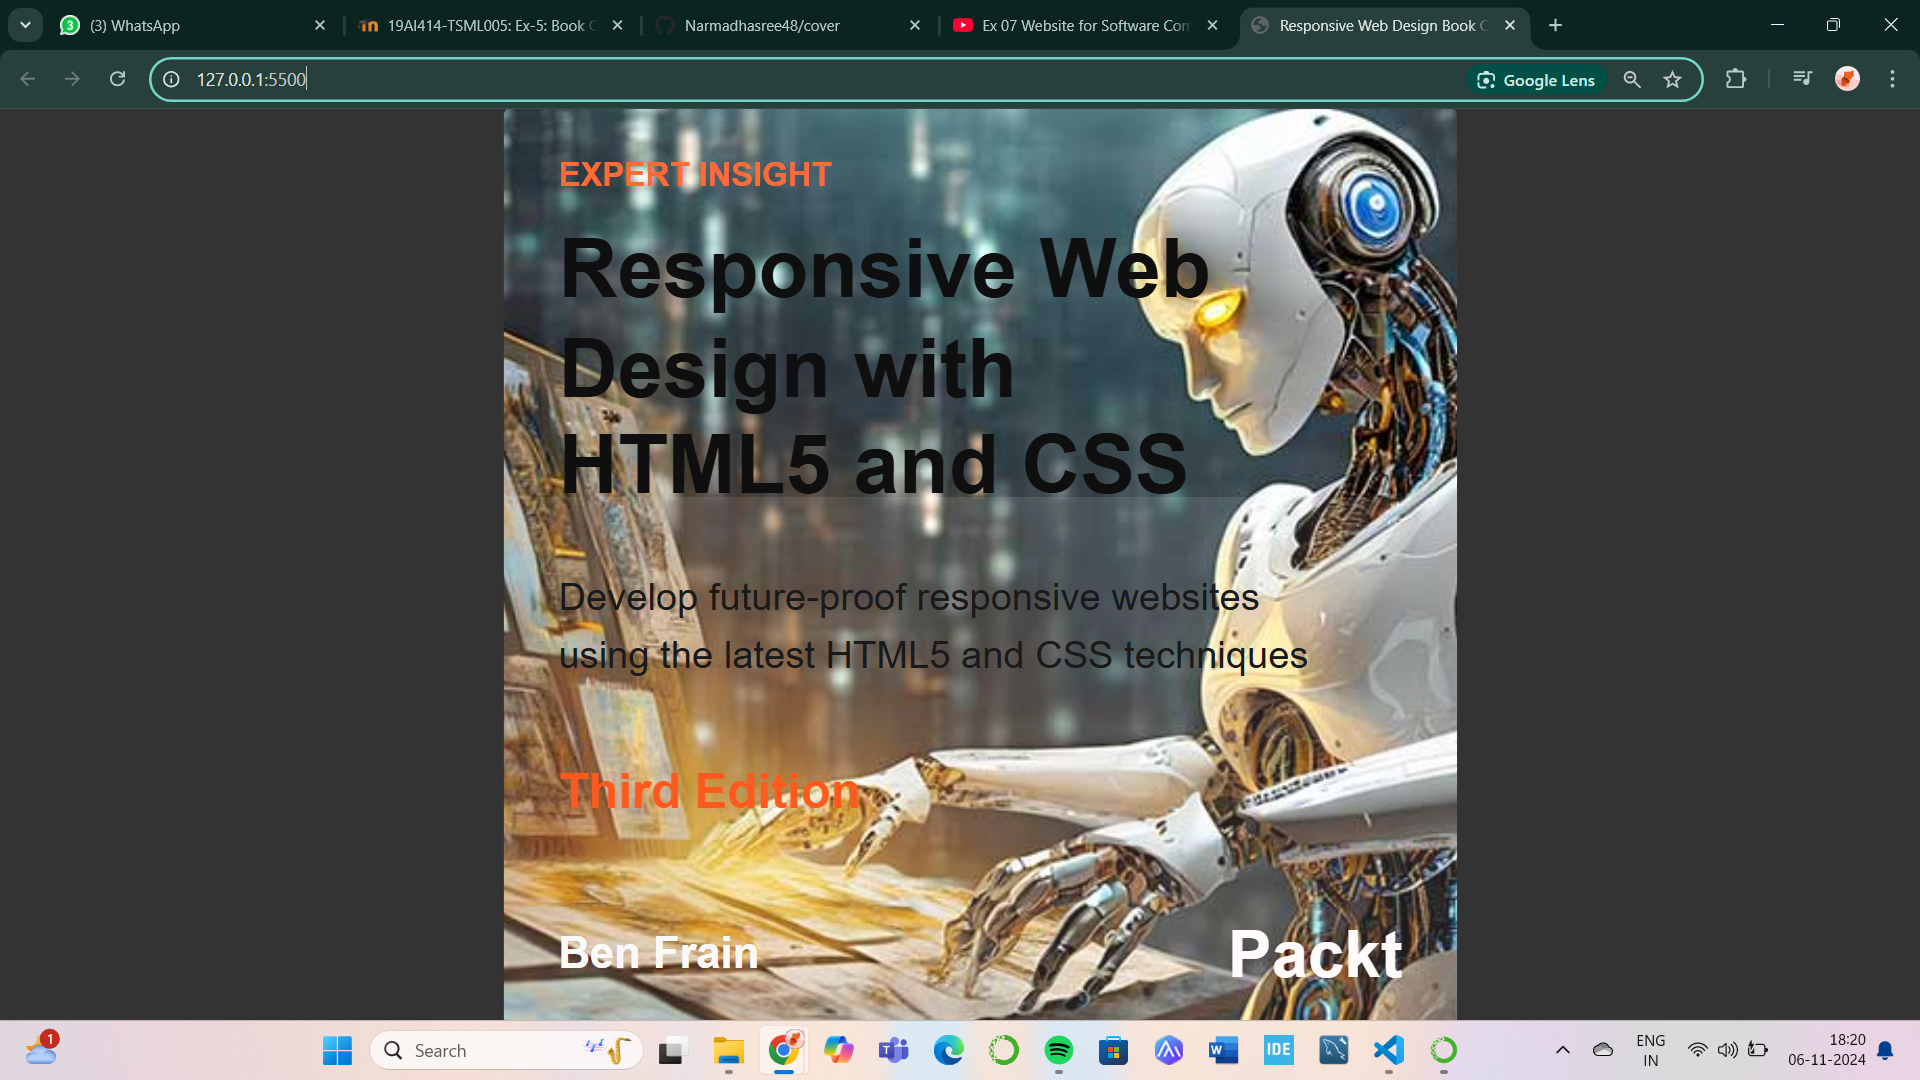 (3) WhatsApp
19AI414-TSML005: Ex-5: Book C
Narmadhasree48/cover
Ex 07 Website for Software Com
Responsive Web Design Book C
127.0.0.1:5500
Google Lens
EXPERT INSIGHT
Responsive Web
Design with
HTML5 and CSS
Develop future-proof responsive websites
using the latest HTML5 and CSS techniques
Third Edition
Ben Frain
Packt
1
Search
IDE
ENG
IN
18:20
06-11-2024